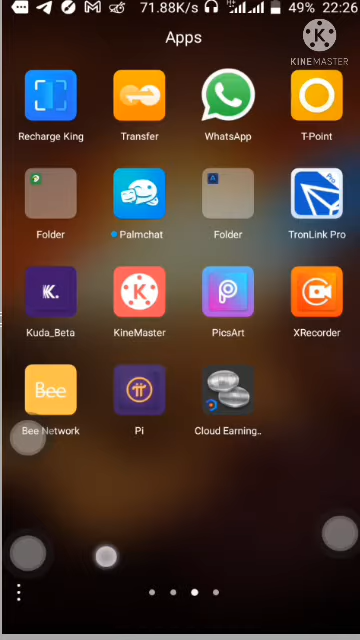 71.88K/s 49% 22:26
Apps
KINEMASTER
Recharge King Transfer WhatsApp T-Point
Folder Palmchat Folder TronLink Pro
Pro
K.
Kuda_Beta KineMaster PicsArt XRecorder
Bee
Bee Network Pi Cloud Earning..